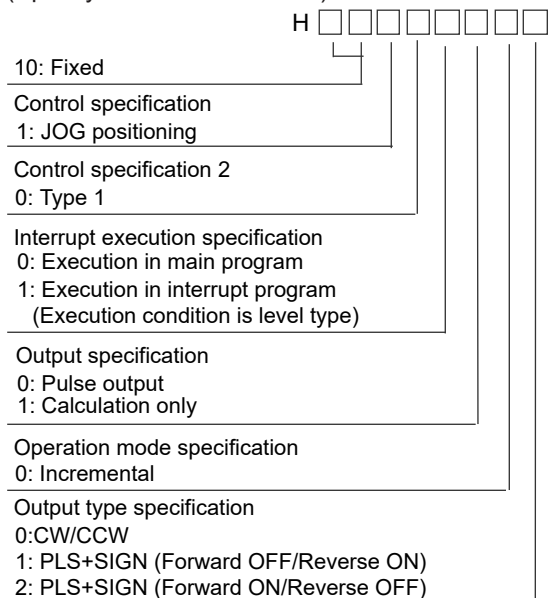 H □□□□□□□□
10: Fixed
Control specification
1: JOG positioning
Control specification 2
0: Type 1
Interrupt execution specification
0: Execution in main program
1: Execution in interrupt program
(Execution condition is level type)
Output specification
0: Pulse output
1: Calculation only
Operation mode specification
0: Incremental
Output type specification
0:CW/CCW
1: PLS+SIGN (Forward OFF/Reverse ON)
2: PLS+SIGN (Forward ON/Reverse OFF)